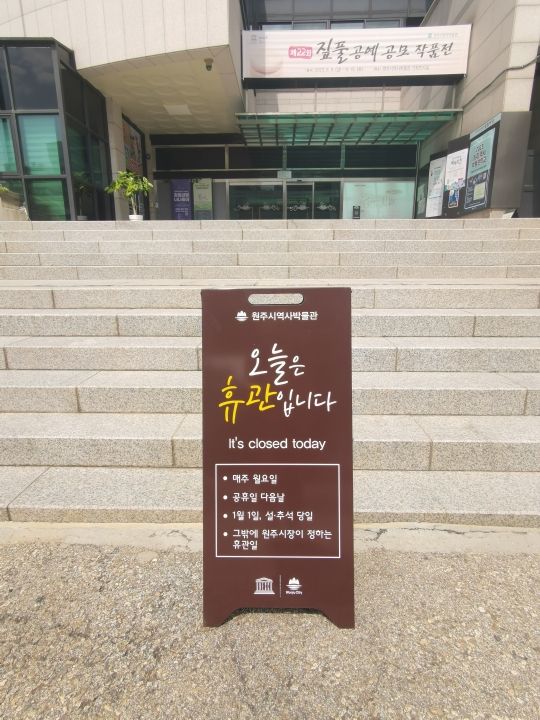 제22회 짚풀공예 공모 작품전
원주시역사박물관
오늘은
휴관입니다
It's closed today
• 매주 월요일
• 공휴일 다음날
• 1월 1일, 설·추석 당일
• 그밖에 원주시장이 정하는
휴관일
Wonju City